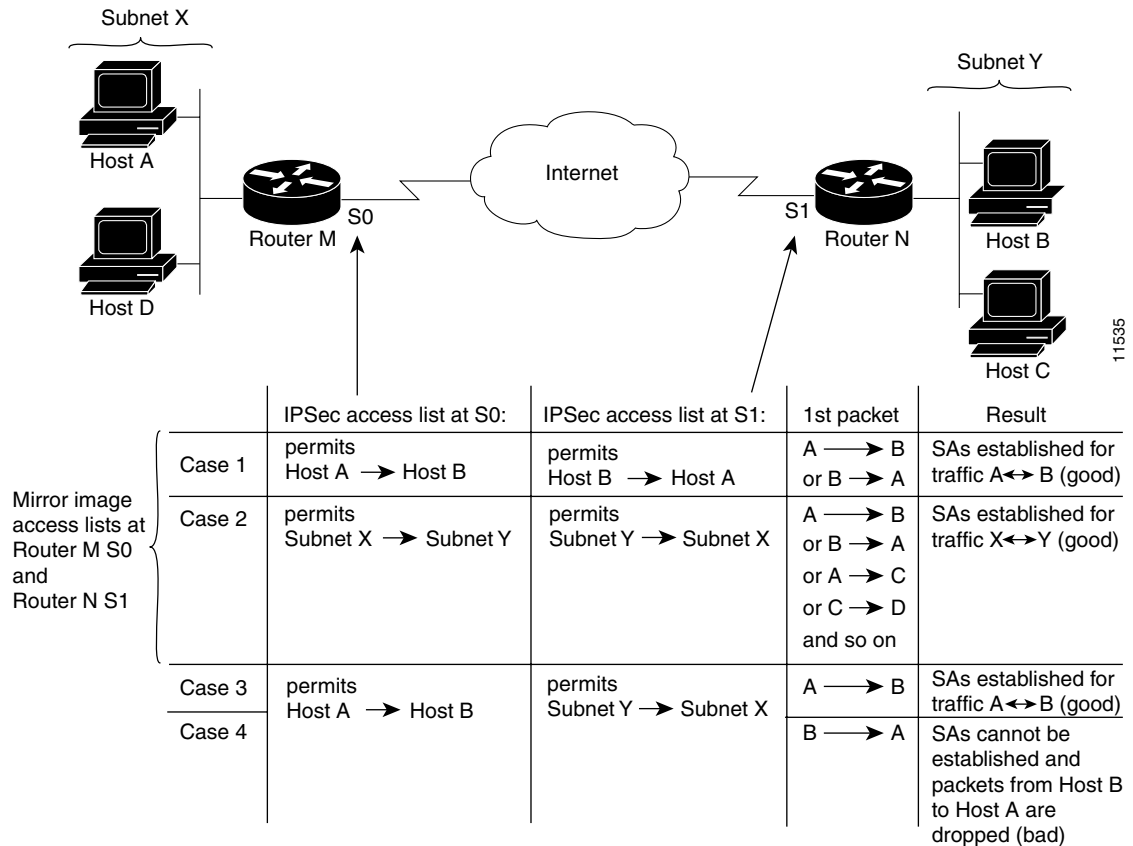 Subnet X
Subnet Y
Host A
Host D
Router M
S0
Internet
S1
Router N
Host B
Host C
11535
IPSec access list at S0:
IPSec access list at S1:
1st packet
Result
Mirror image
access lists at
Router M S0
and
Router N S1
Case 1
permits
Host A → Host B
permits
Host B → Host A
A → B
or B → A
SAs established for
traffic A↔B (good)
Case 2
permits
Subnet X → Subnet Y
permits
Subnet Y → Subnet X
A → B
or B → A
or A → C
or C → D
and so on
SAs established for
traffic X↔Y (good)
Case 3
permits
Host A → Host B
permits
Subnet Y → Subnet X
A → B
SAs established for
traffic A↔B (good)
Case 4
B → A
SAs cannot be
established and
packets from Host B
to Host A are
dropped (bad)